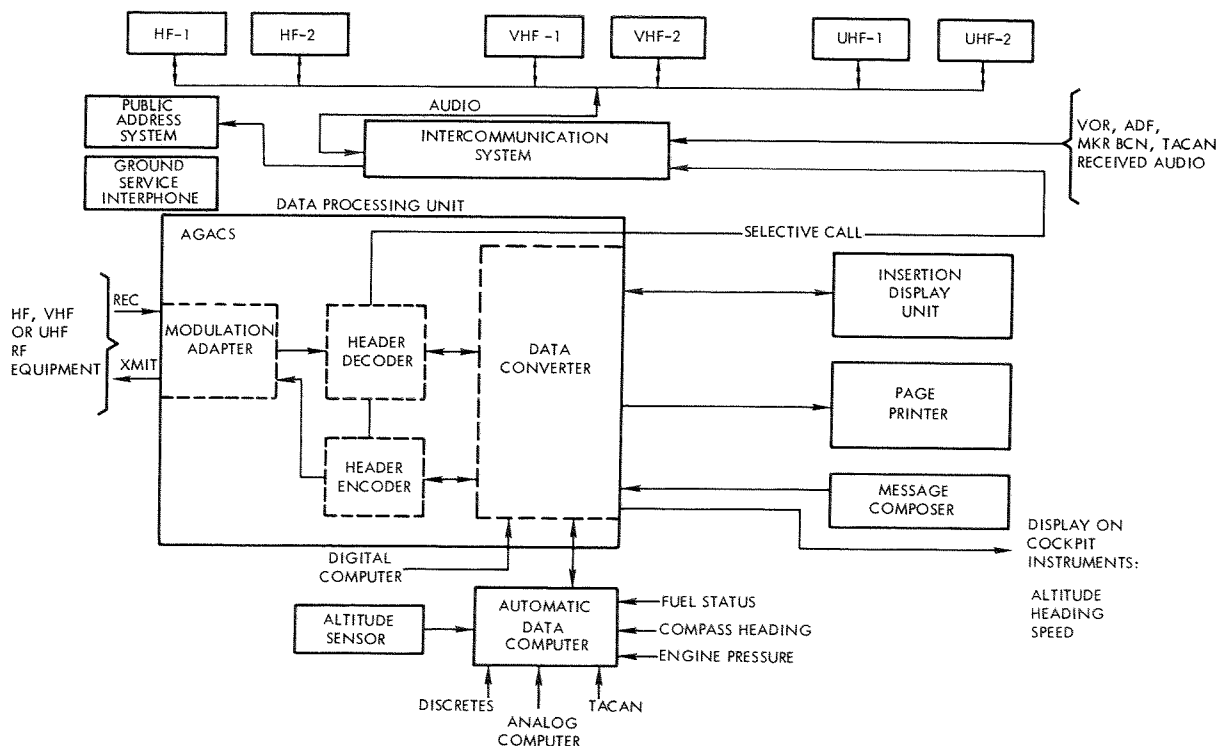 HF-1
HF-2
VHF-1
VHF-2
UHF-1
UHF-2
AUDIO
PUBLIC
ADDRESS
SYSTEM
INTERCOMMUNICATION
SYSTEM
VOR, ADF,
MKR BCN, TACAN
RECEIVED AUDIO
GROUND
SERVICE
INTERPHONE
DATA PROCESSING UNIT
AGACS
SELECTIVE CALL
HF, VHF
OR UHF
RF
EQUIPMENT
REC
XMIT
MODULATION
ADAPTER
HEADER
DECODER
DATA
CONVERTER
INSERTION
DISPLAY
UNIT
PAGE
PRINTER
HEADER
ENCODER
MESSAGE
COMPOSER
DISPLAY ON
COCKPIT
INSTRUMENTS:
ALTITUDE
HEADING
SPEED
DIGITAL
COMPUTER
ALTITUDE
SENSOR
AUTOMATIC
DATA
COMPUTER
FUEL STATUS
COMPASS HEADING
ENGINE PRESSURE
DISCRETES
ANALOG
COMPUTER
TACAN